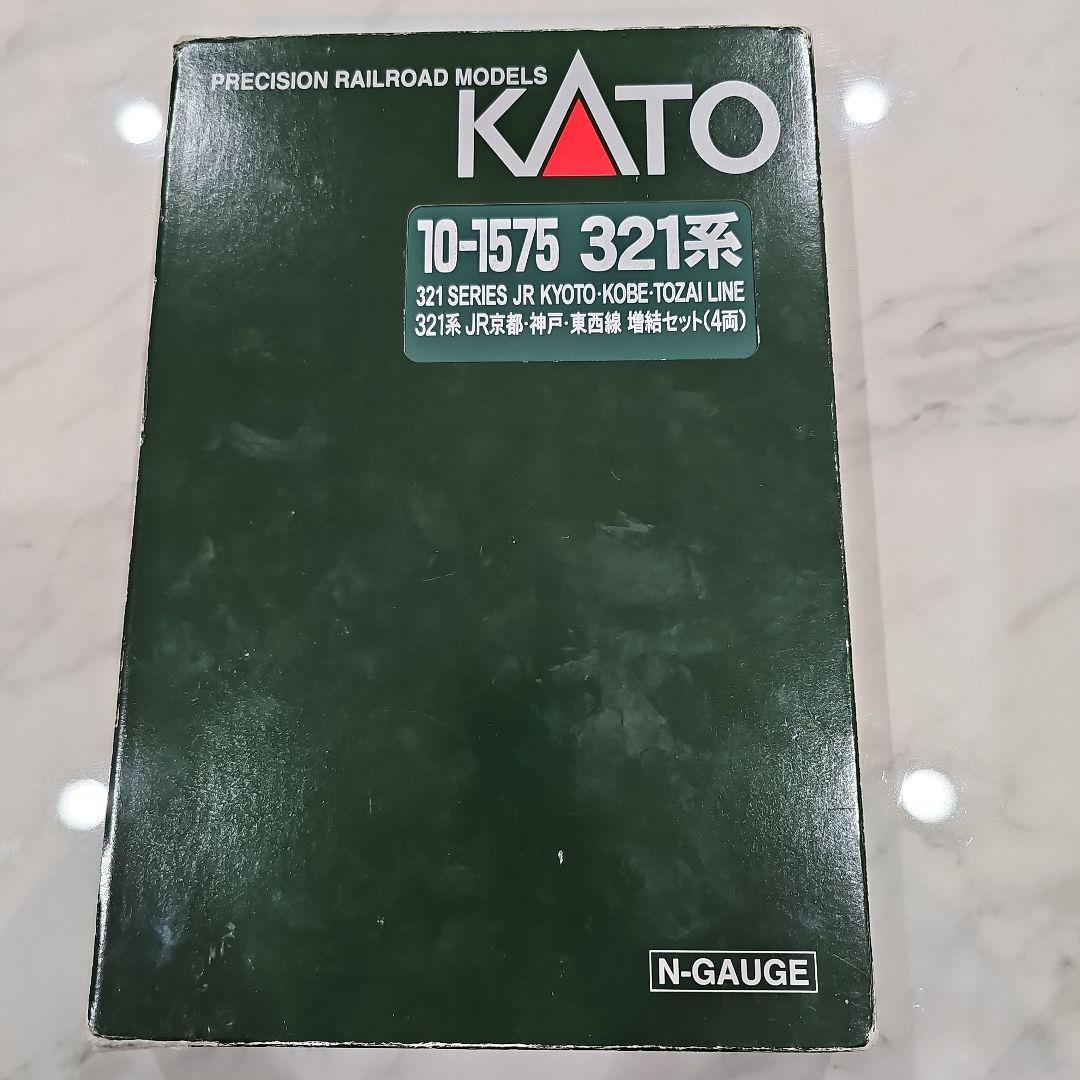 PRECISION RAILROAD MODELS
KATO
10-1575 321系
321 SERIES JR KYOTO·KOBE·TOZAI LINE
321系 JR京都·神戸·東西線 増結セット(4両)
N-GAUGE